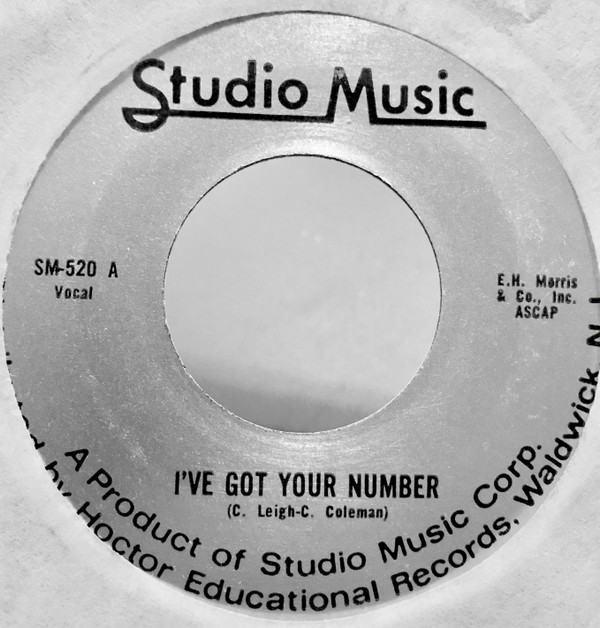 Studio Music
SM-520 A
Vocal
E.H. Morris
& Co., Inc.
ASCAP
I'VE GOT YOUR NUMBER
(C. Leigh-C. Coleman)
A Product of Studio Music Corp.
by Hoctor Educational Records, Waldwick, N.J.